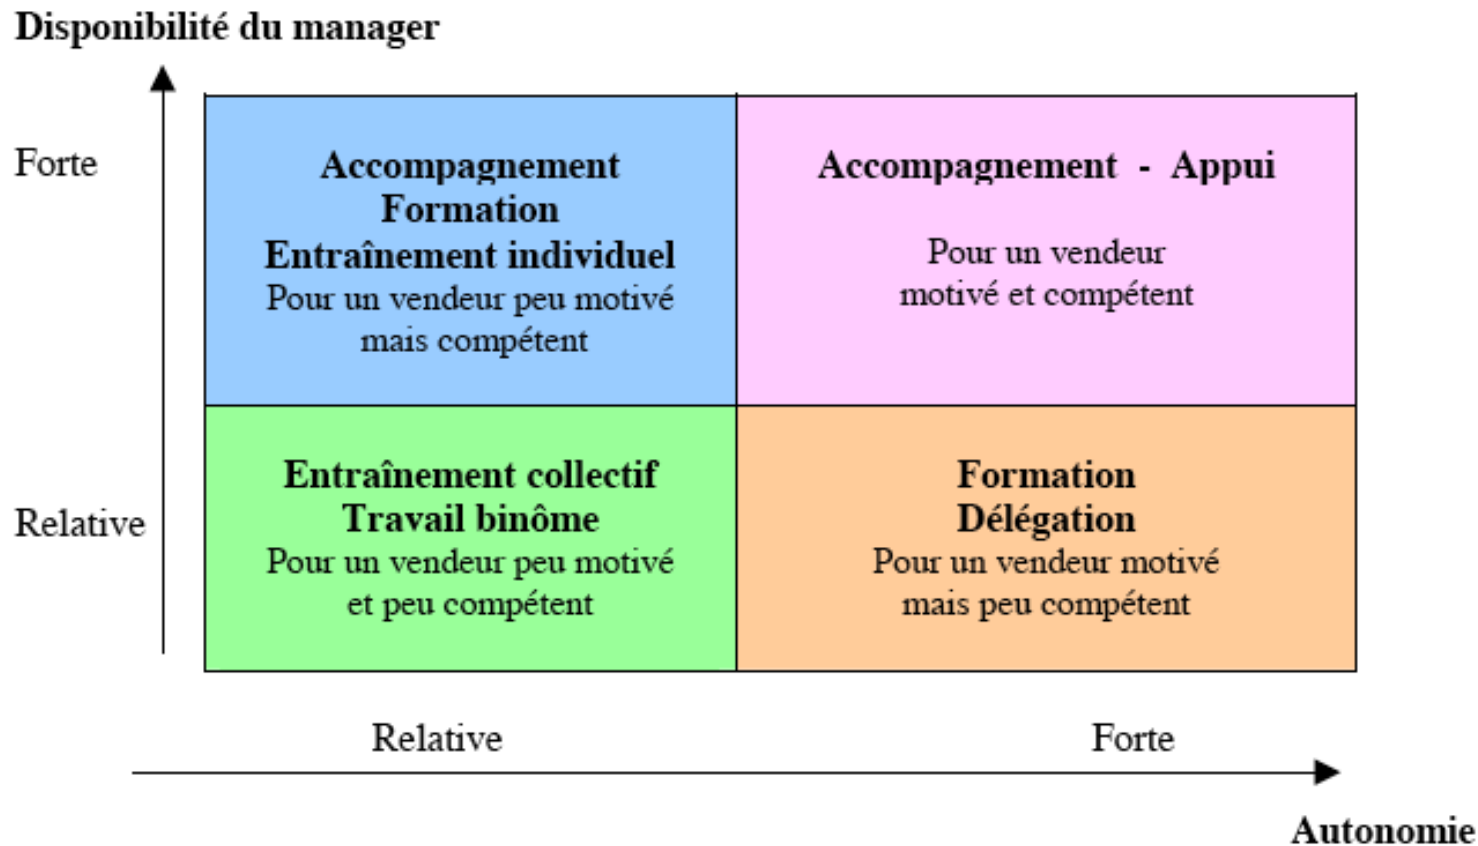 Disponibilité du manager
Forte
Accompagnement
Formation
Entraînement individuel
Pour un vendeur peu motivé
mais compétent
Accompagnement - Appui
Pour un vendeur
motivé et compétent
Relative
Entraînement collectif
Travail binôme
Pour un vendeur peu motivé
et peu compétent
Formation
Délégation
Pour un vendeur motivé
mais peu compétent
Relative
Forte
Autonomie